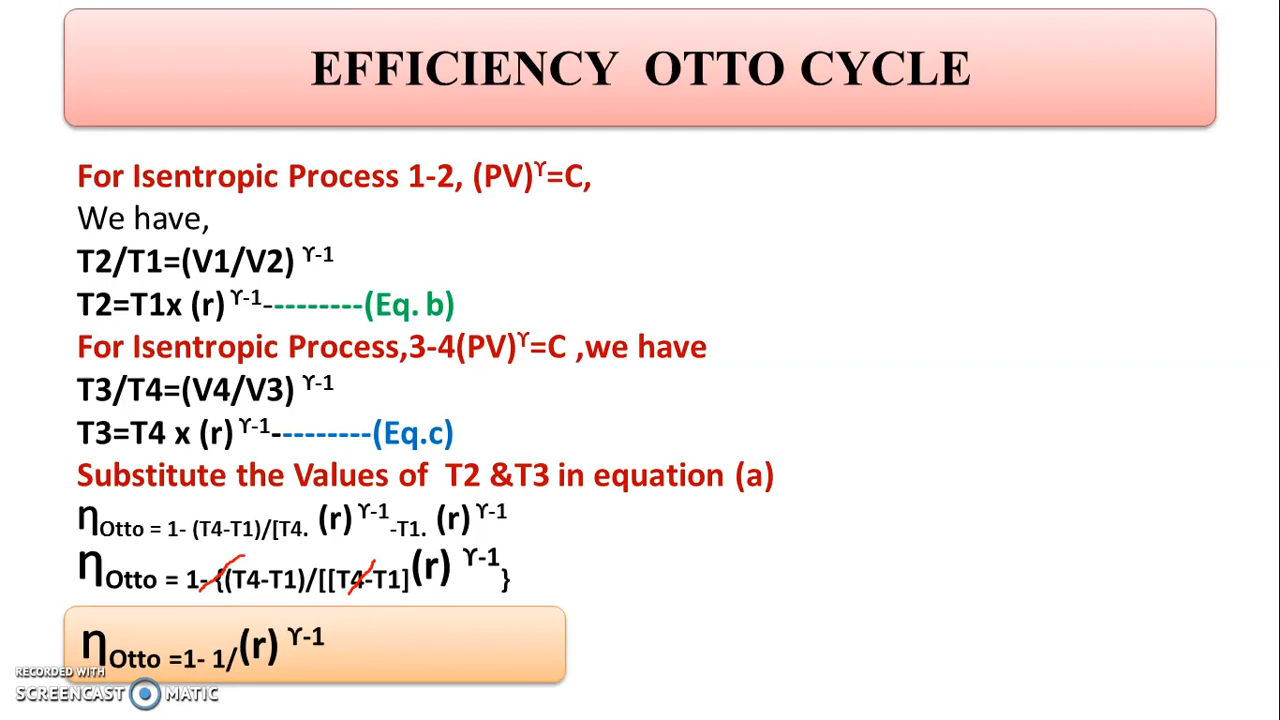 EFFICIENCY OTTO CYCLE
For Isentropic Process 1-2, (PV)ϒ=C,
We have,
T2/T1=(V1/V2) ϒ-1
T2=T1x (r) ϒ-1---------(Eq. b)
For Isentropic Process,3-4(PV)ϒ=C ,we have
T3/T4=(V4/V3) ϒ-1
T3=T4 x (r) ϒ-1---------(Eq.c)
Substitute the Values of T2 &T3 in equation (a)
ηOtto = 1- (T4-T1)/[T4. (r) ϒ-1 -T1. (r) ϒ-1
ηOtto = 1- {(T4-T1)/[[T4-T1](r) ϒ-1}
ηOtto =1- 1/(r) ϒ-1
RECORDED WITH
SCREENCAST MATIC